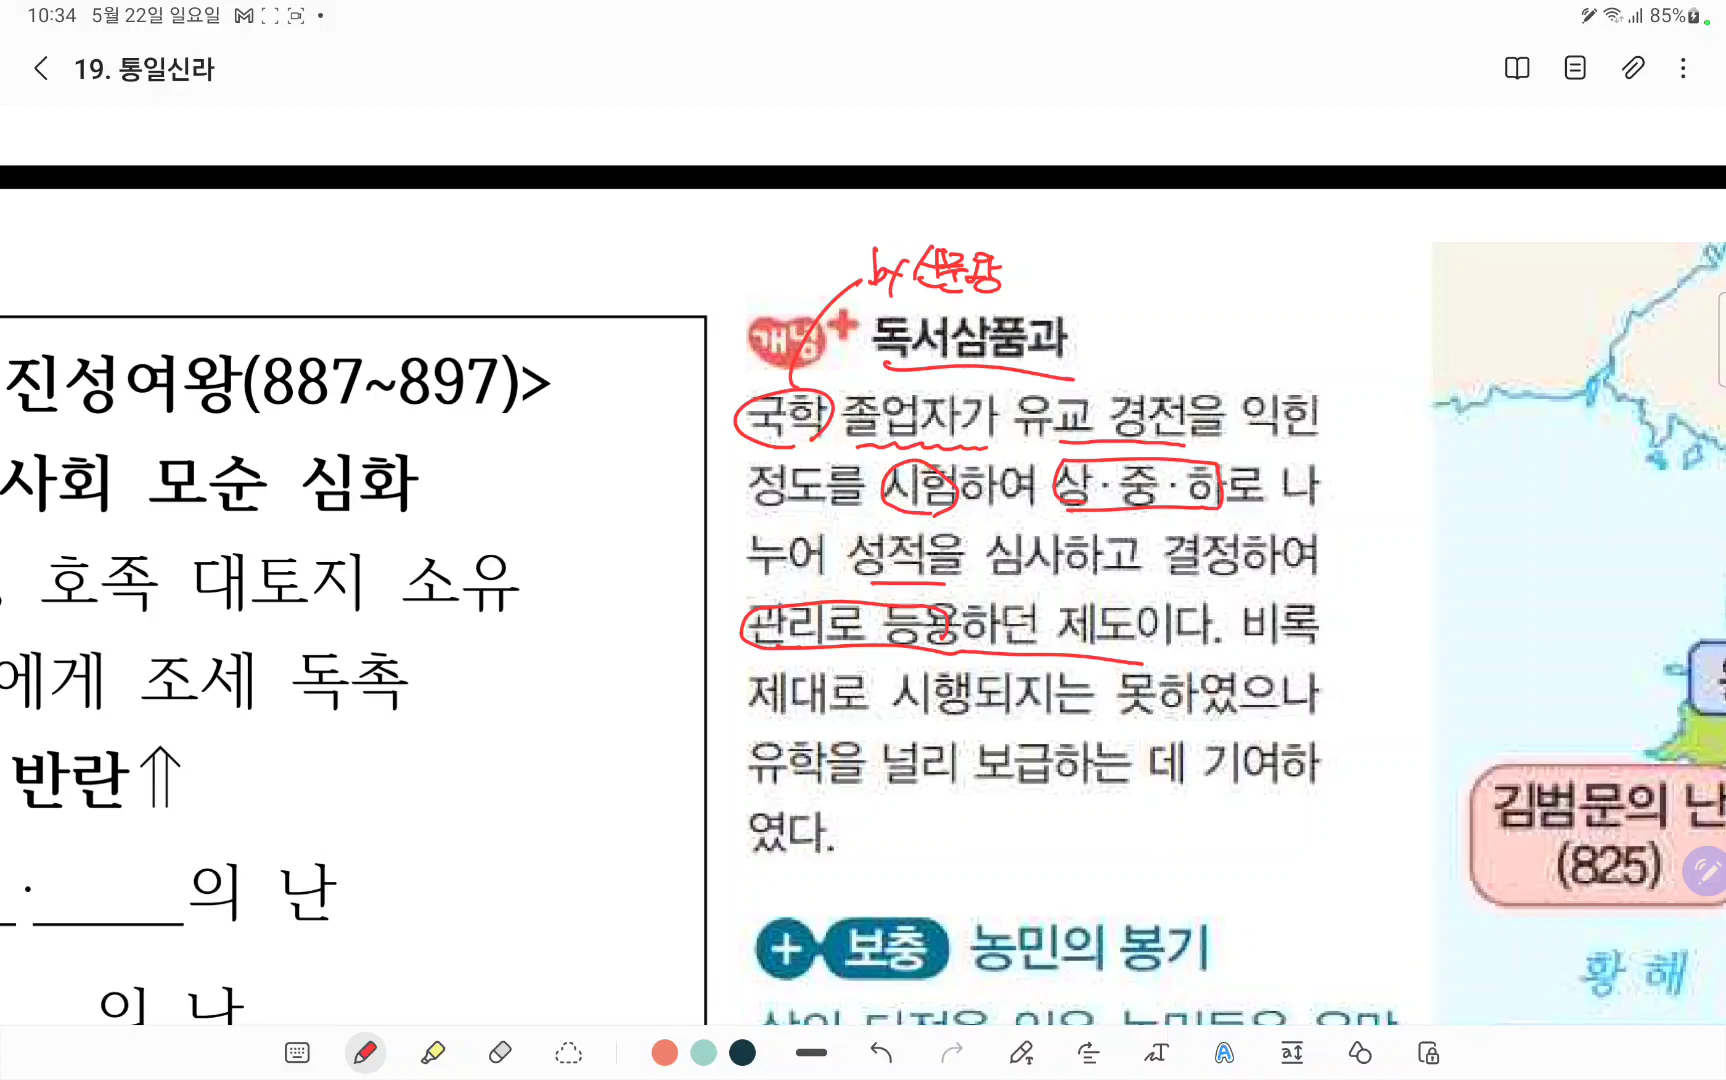 10:34 5월 22일 일요일
85%
19. 통일신라
진성여왕(887~897)>
사회 모순 심화
호족 대토지 소유
에게 조세 독촉
반란⇑
·의 난
의 난
by 신문왕
개념+ 독서삼품과
국학 졸업자가 유교 경전을 익힌
정도를 시험하여 상·중·하로 나
누어 성적을 심사하고 결정하여
관리로 등용하던 제도이다. 비록
제대로 시행되지는 못하였으나
유학을 널리 보급하는 데 기여하
였다.
+ 보충 농민의 봉기
김범문의 난
(825)
황해